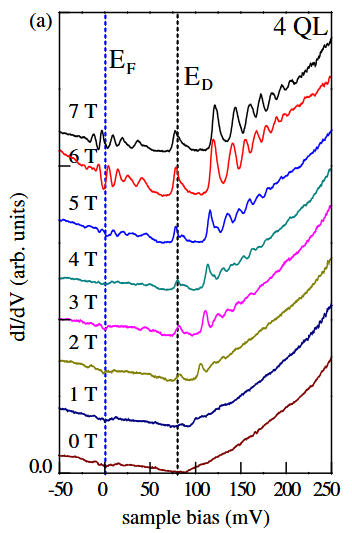 (a)
4 QL
E_F
E_D
7 T
6 T
5 T
4 T
3 T
2 T
1 T
0 T
dI/dV (arb. units)
0.0
-50 0 50 100 150 200 250
sample bias (mV)